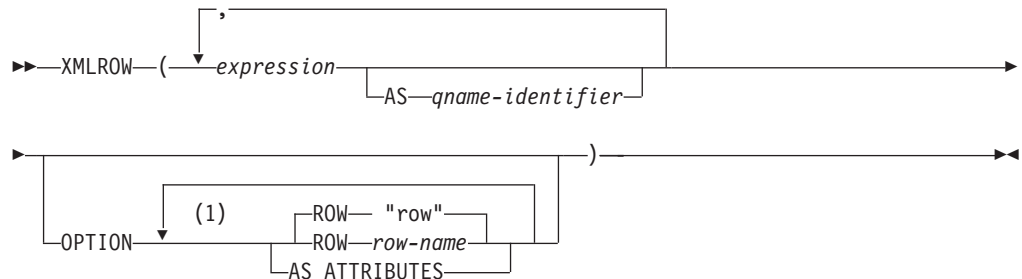 ,
XMLROW ( expression
AS qname-identifier
)
(1)
ROW "row"
OPTION ROW row-name
AS ATTRIBUTES